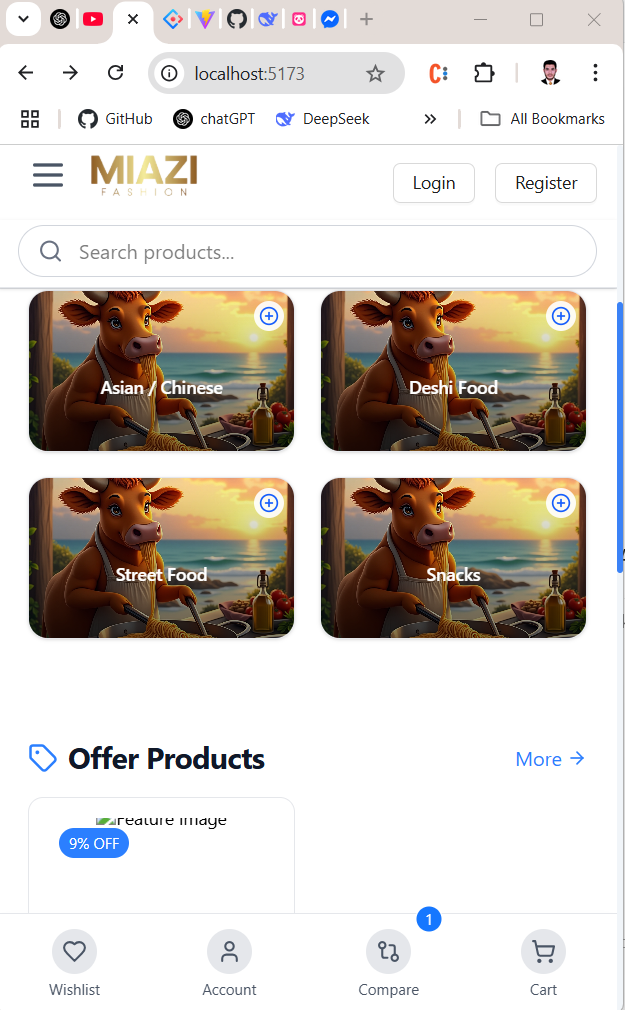 localhost:5173
GitHub
chatGPT
DeepSeek
All Bookmarks
MIAZI
FASHION
Login
Register
Search products...
Asian / Chinese
Deshi Food
Street Food
Snacks
Offer Products
More
Feature Image
9% OFF
1
Wishlist
Account
Compare
Cart